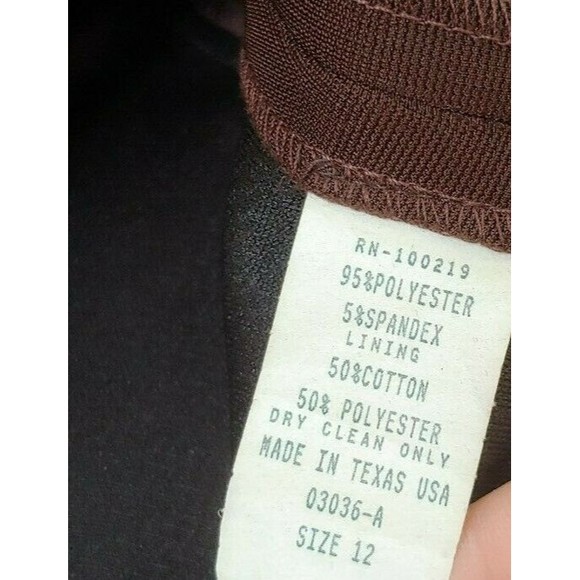 RN-100219
95%POLYESTER
5%SPANDEX
LINING
50%COTTON
50% POLYESTER
DRY CLEAN ONLY
MADE IN TEXAS USA
03036-A
SIZE 12